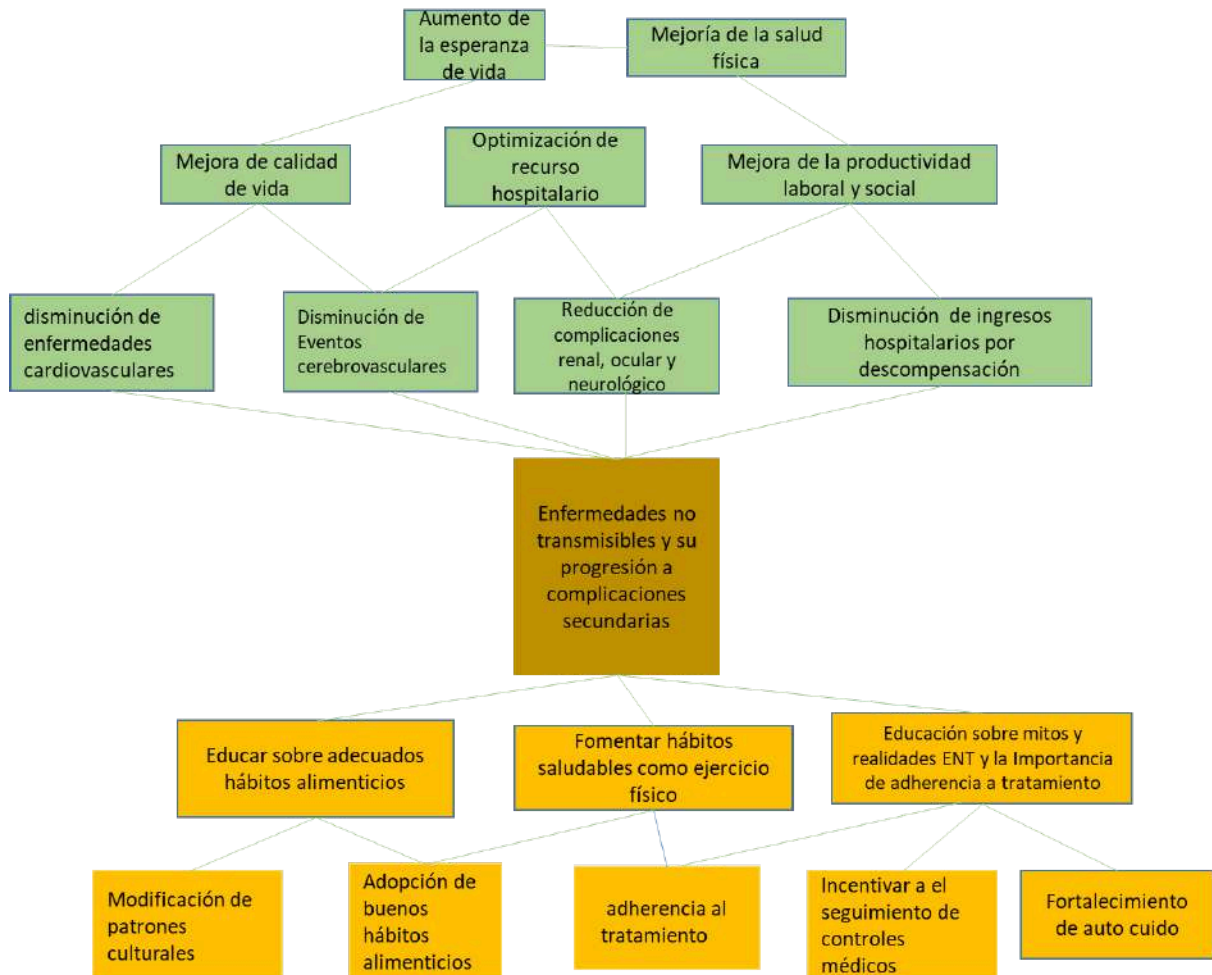 Aumento de
la esperanza
de vida
Mejoría de la salud
física
Mejora de calidad
de vida
Optimización de
recurso
hospitalario
Mejora de la productividad
laboral y social
disminución de
enfermedades
cardiovasculares
Disminución de
Eventos
cerebrovasculares
Reducción de
complicaciones
renal, ocular y
neurológico
Disminución de ingresos
hospitalarios por
descompensación
Enfermedades no
transmisibles y su
progresión a
complicaciones
secundarias
Educar sobre adecuados
hábitos alimenticios
Fomentar hábitos
saludables como ejercicio
físico
Educación sobre mitos y
realidades ENT y la Importancia
de adherencia a tratamiento
Modificación de
patrones
culturales
Adopción de
buenos
hábitos
alimenticios
adherencia al
tratamiento
Incentivar a el
seguimiento de
controles
médicos
Fortalecimiento
de auto cuido